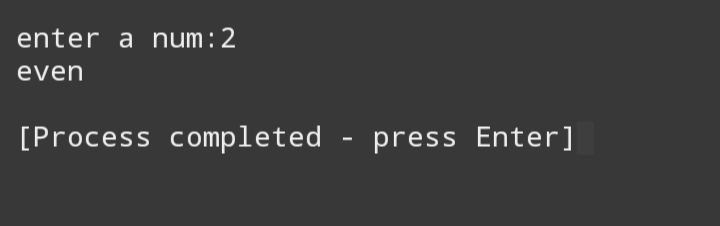 enter a num:2
even
[Process completed - press Enter]